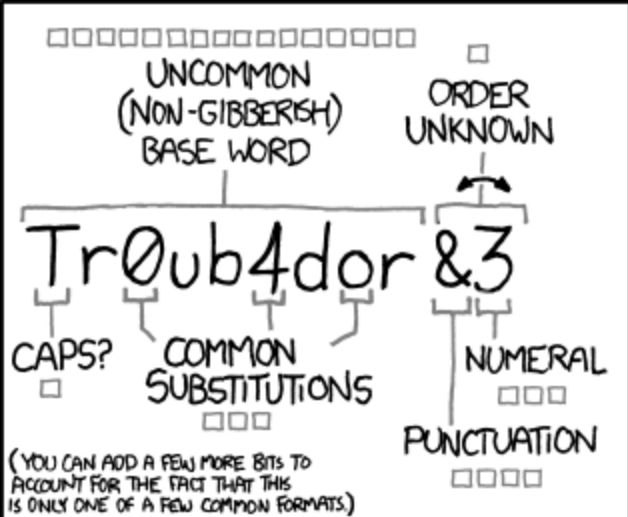 UNCOMMON
(NON-GIBBERISH)
BASE WORD
ORDER
UNKNOWN
Tr0ub4dor &3
CAPS?
COMMON
SUBSTITUTIONS
NUMERAL
PUNCTUATION
(YOU CAN ADD A FEW MORE BITS TO
ACCOUNT FOR THE FACT THAT THIS
IS ONLY ONE OF A FEW COMMON FORMATS.)